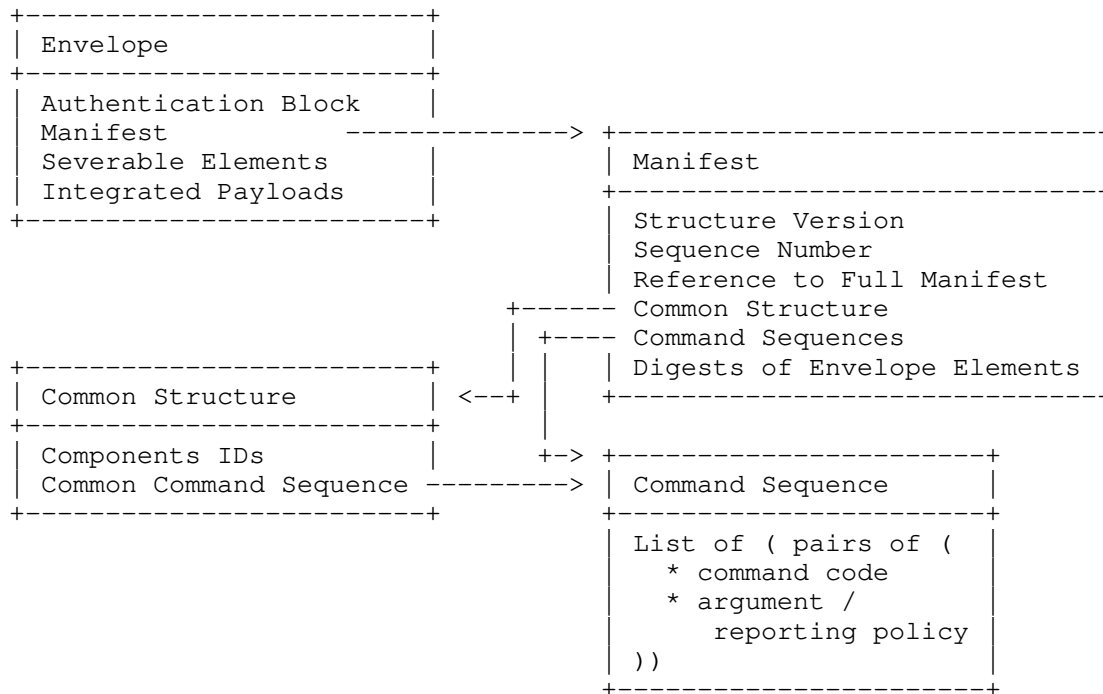 Envelope
Authentication Block
Manifest
Severable Elements
Integrated Payloads
Manifest
Structure Version
Sequence Number
Reference to Full Manifest
Common Structure
Command Sequences
Digests of Envelope Elements
Common Structure
Components IDs
Common Command Sequence
Command Sequence
List of ( pairs of (
* command code
* argument /
reporting policy
))